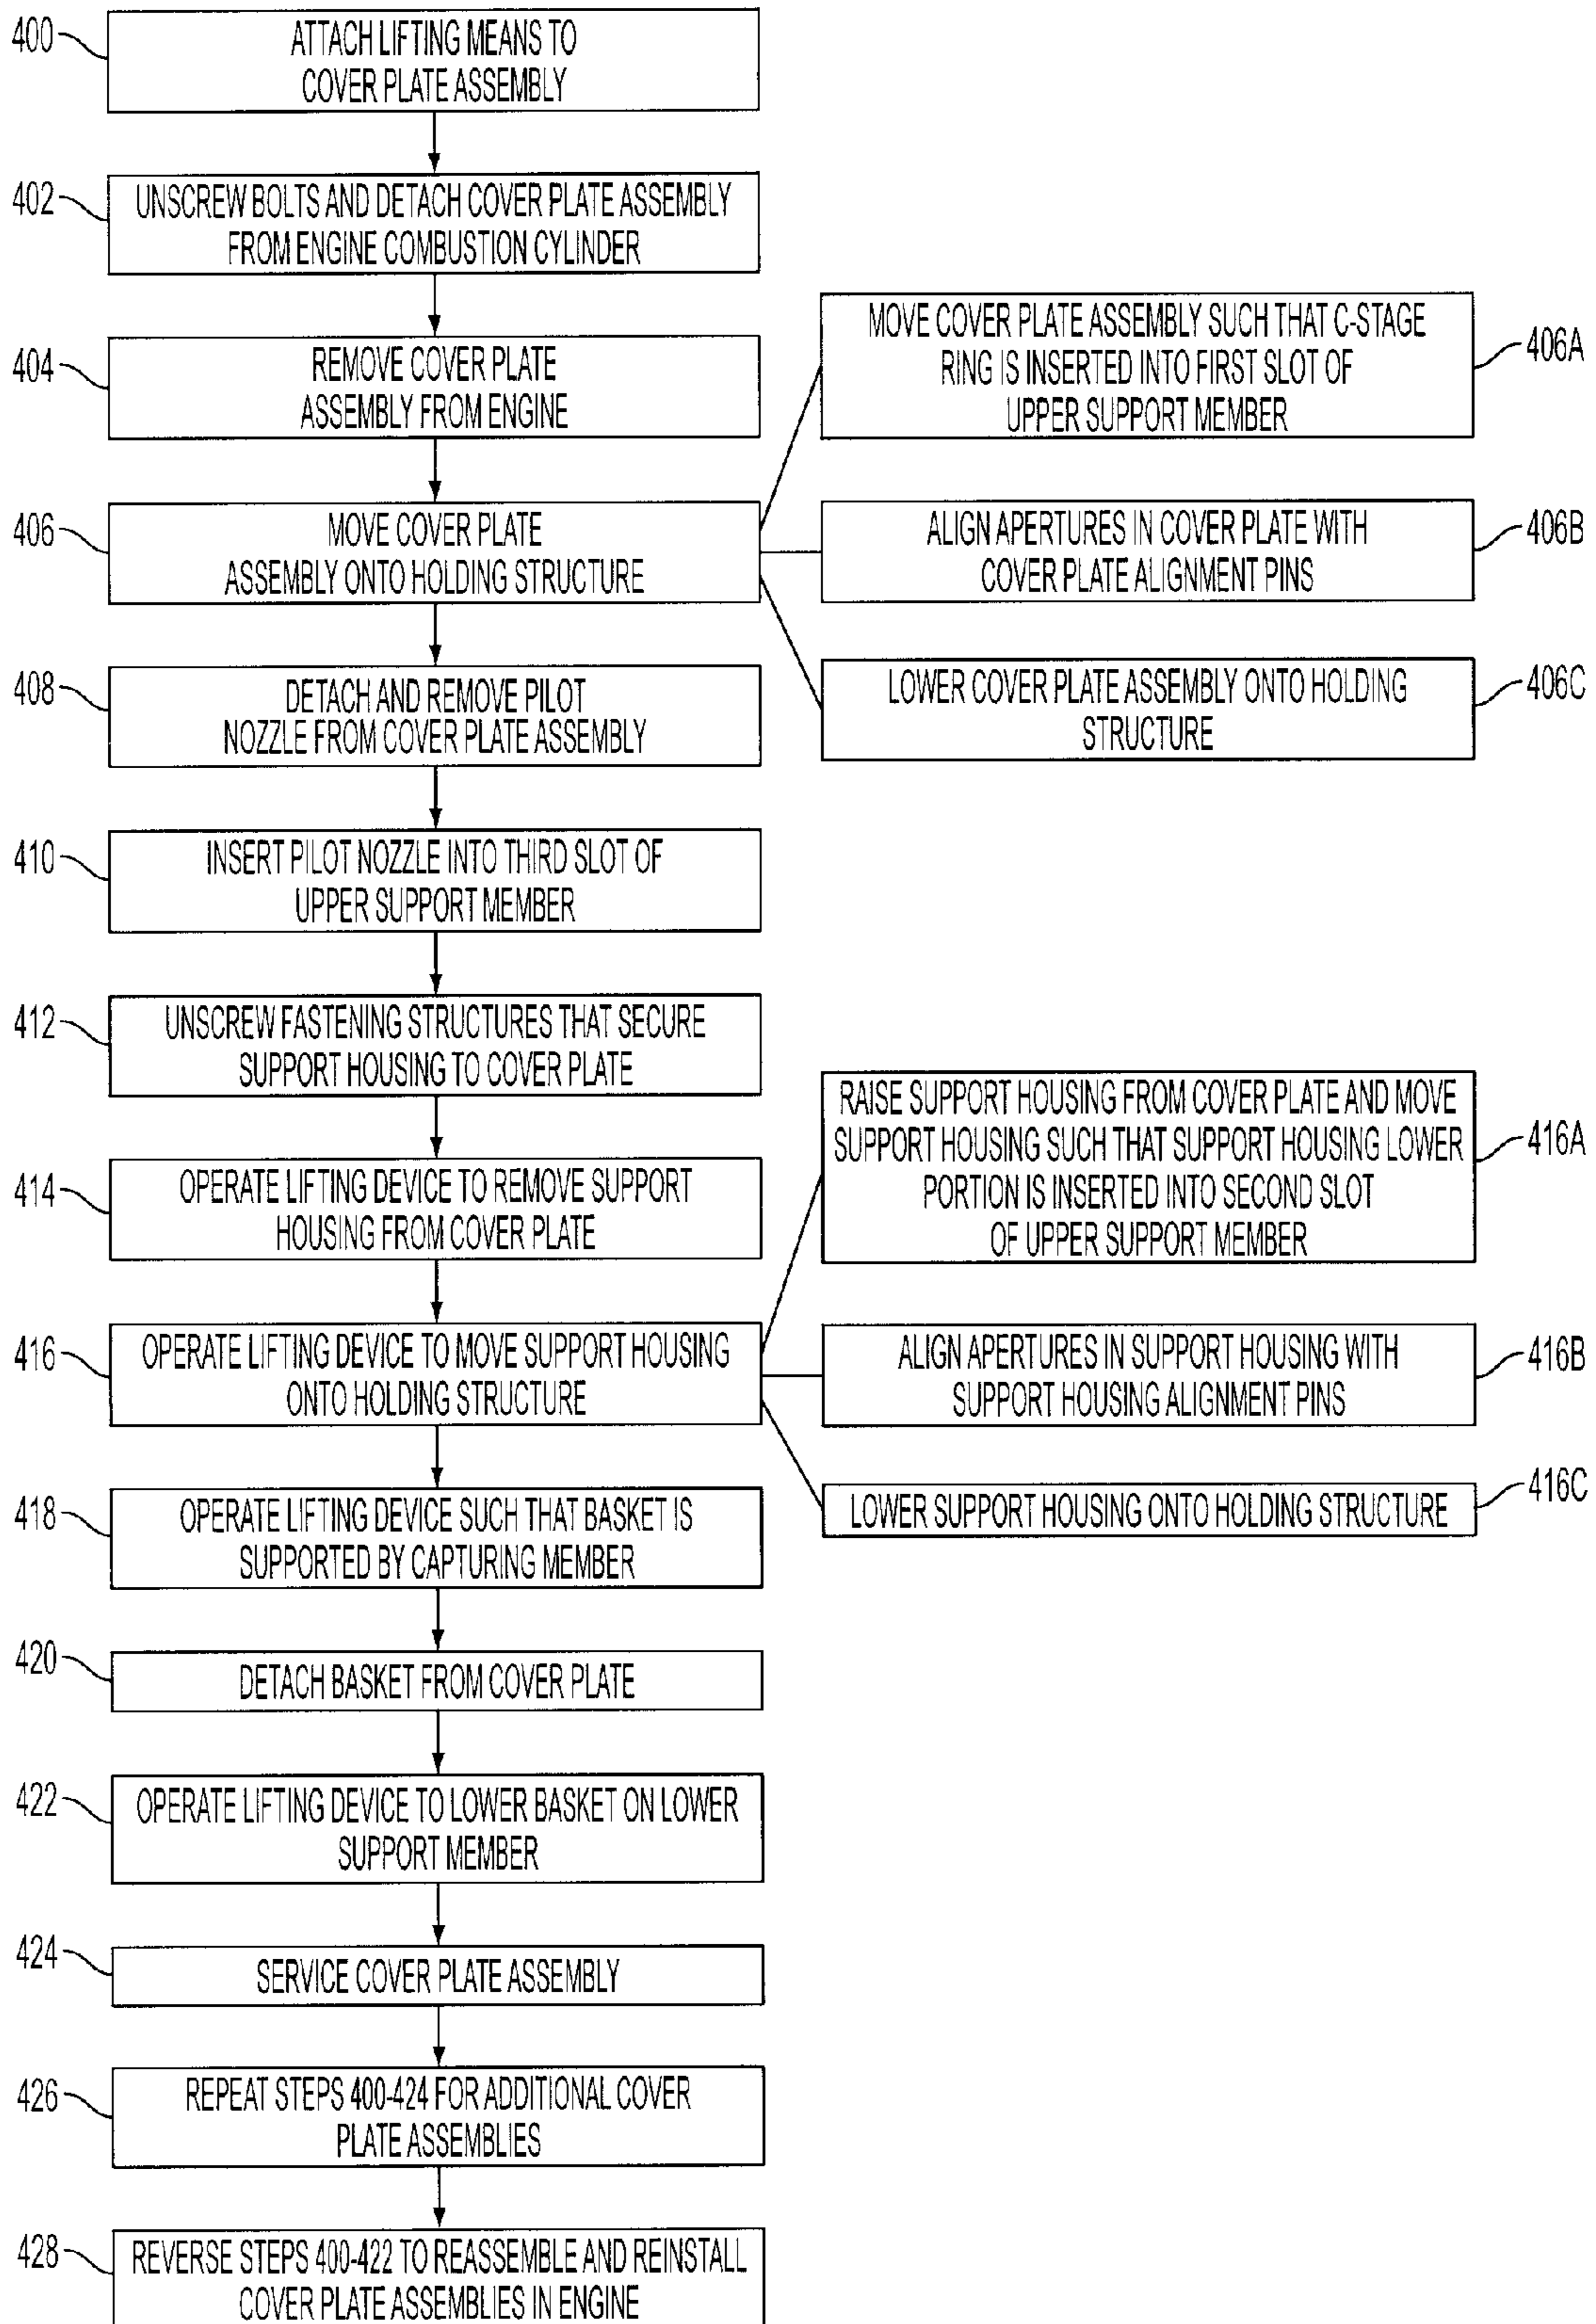 400
ATTACH LIFTING MEANS TO
COVER PLATE ASSEMBLY
402
UNSCREW BOLTS AND DETACH COVER PLATE ASSEMBLY
FROM ENGINE COMBUSTION CYLINDER
404
REMOVE COVER PLATE
ASSEMBLY FROM ENGINE
406
MOVE COVER PLATE
ASSEMBLY ONTO HOLDING STRUCTURE
MOVE COVER PLATE ASSEMBLY SUCH THAT C-STAGE
RING IS INSERTED INTO FIRST SLOT OF
UPPER SUPPORT MEMBER
406A
ALIGN APERTURES IN COVER PLATE WITH
COVER PLATE ALIGNMENT PINS
406B
LOWER COVER PLATE ASSEMBLY ONTO HOLDING
STRUCTURE
406C
408
DETACH AND REMOVE PILOT
NOZZLE FROM COVER PLATE ASSEMBLY
410
INSERT PILOT NOZZLE INTO THIRD SLOT OF
UPPER SUPPORT MEMBER
412
UNSCREW FASTENING STRUCTURES THAT SECURE
SUPPORT HOUSING TO COVER PLATE
414
OPERATE LIFTING DEVICE TO REMOVE SUPPORT
HOUSING FROM COVER PLATE
416
OPERATE LIFTING DEVICE TO MOVE SUPPORT HOUSING
ONTO HOLDING STRUCTURE
RAISE SUPPORT HOUSING FROM COVER PLATE AND MOVE
SUPPORT HOUSING SUCH THAT SUPPORT HOUSING LOWER
PORTION IS INSERTED INTO SECOND SLOT
OF UPPER SUPPORT MEMBER
416A
ALIGN APERTURES IN SUPPORT HOUSING WITH
SUPPORT HOUSING ALIGNMENT PINS
416B
LOWER SUPPORT HOUSING ONTO HOLDING STRUCTURE
416C
418
OPERATE LIFTING DEVICE SUCH THAT BASKET IS
SUPPORTED BY CAPTURING MEMBER
420
DETACH BASKET FROM COVER PLATE
422
OPERATE LIFTING DEVICE TO LOWER BASKET ON LOWER
SUPPORT MEMBER
424
SERVICE COVER PLATE ASSEMBLY
426
REPEAT STEPS 400-424 FOR ADDITIONAL COVER
PLATE ASSEMBLIES
428
REVERSE STEPS 400-422 TO REASSEMBLE AND REINSTALL
COVER PLATE ASSEMBLIES IN ENGINE